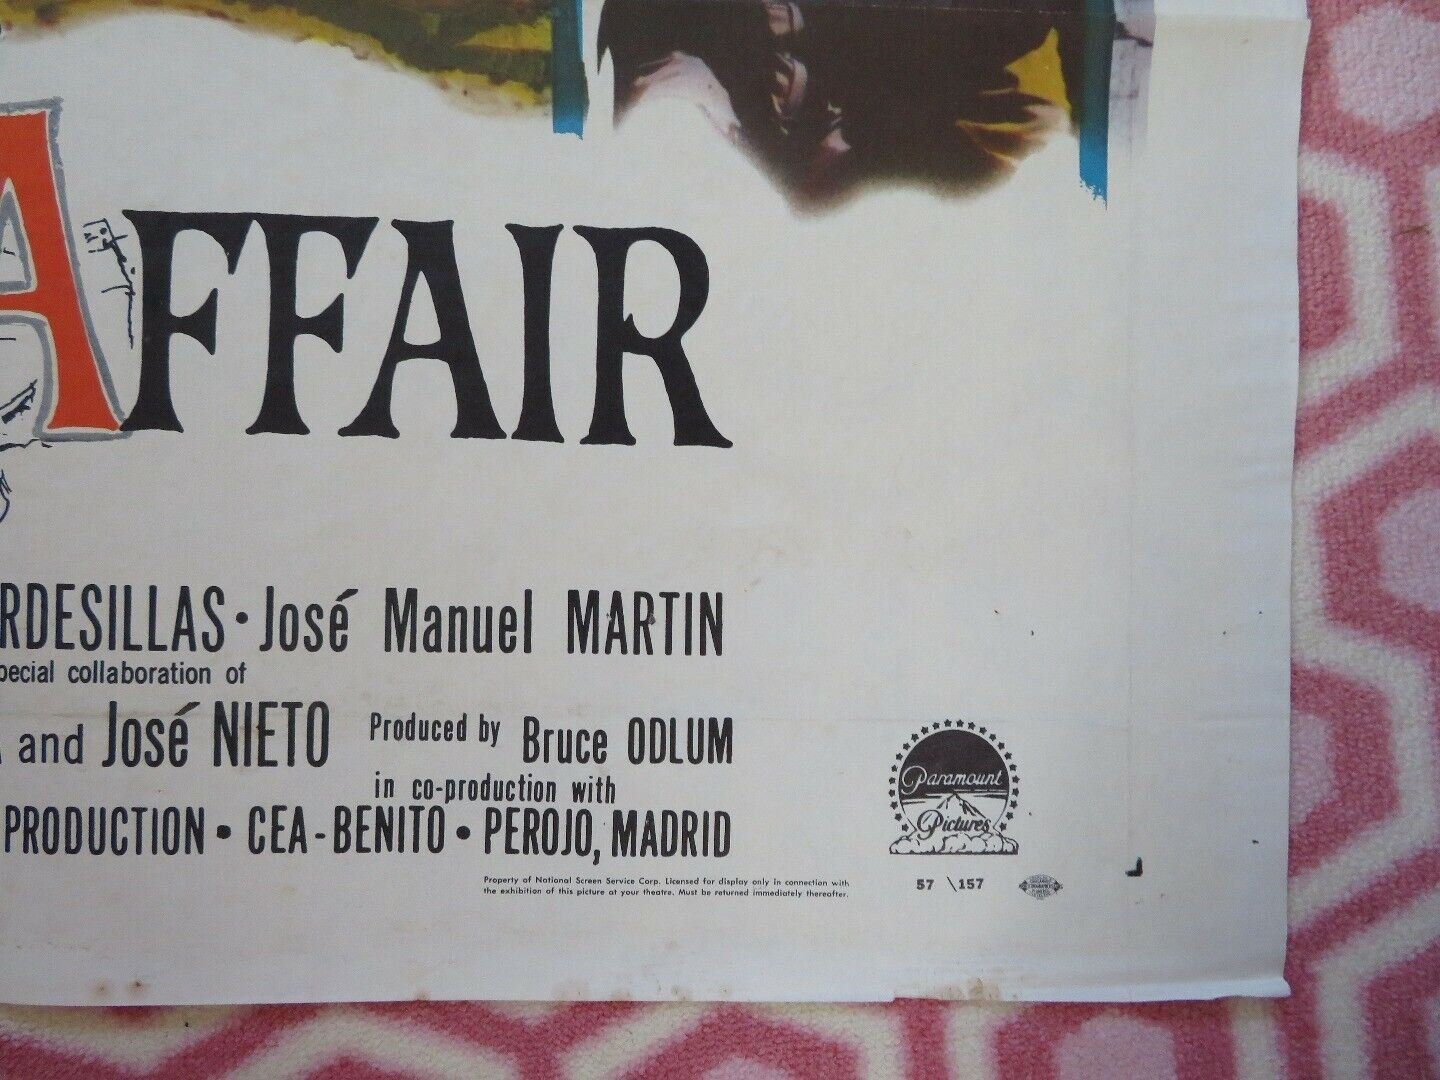 AFFAIR
RDESILLAS · José Manuel MARTIN
pecial collaboration of
and José NIETO Produced by Bruce ODLUM
in co-production with
PRODUCTION • CEA-BENITO • PEROJO, MADRID
Paramount
Pictures
Property of National Screen Service Corp. Licensed for display only in connection with
the exhibition of this picture at your theatre. Must be returned immediately thereafter.
57 \157